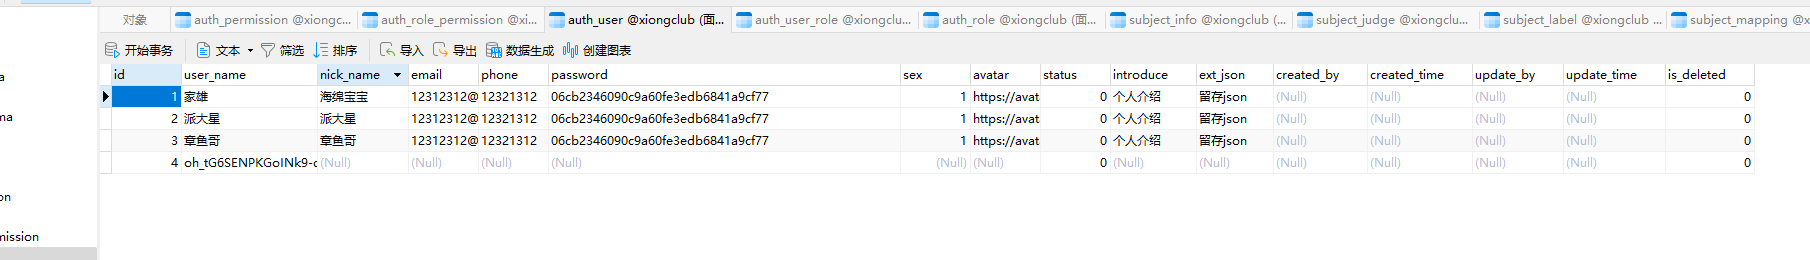 对象 auth_permission @xiongc... auth_role_permission @xi... auth_user @xiongclub (面... auth_user_role @xiongclu... auth_role @xiongclub (面... subject_info @xiongclub (... subject_judge @xiongclu... subject_label @xiongclub ... subject_mapping @x
开始事务 文本 筛选 排序 导入 导出 数据生成 创建图表
id user_name nick_name email phone password sex avatar status introduce ext_json created_by created_time update_by update_time is_deleted
1 家雄 海绵宝宝 12312312@ 12321312 06cb2346090c9a60fe3edb6841a9cf77 1 https://avat 0 个人介绍 留存json (Null) (Null) (Null) (Null) 0
2 派大星 派大星 12312312@ 12321312 06cb2346090c9a60fe3edb6841a9cf77 1 https://avat 0 个人介绍 留存json (Null) (Null) (Null) (Null) 0
3 章鱼哥 章鱼哥 12312312@ 12321312 06cb2346090c9a60fe3edb6841a9cf77 1 https://avat 0 个人介绍 留存json (Null) (Null) (Null) (Null) 0
4 oh_tG6SENPKGoINk9-c (Null) (Null) (Null) (Null) (Null) (Null) 0 (Null) (Null) (Null) (Null) (Null) (Null) 0
a
ma
on
mission